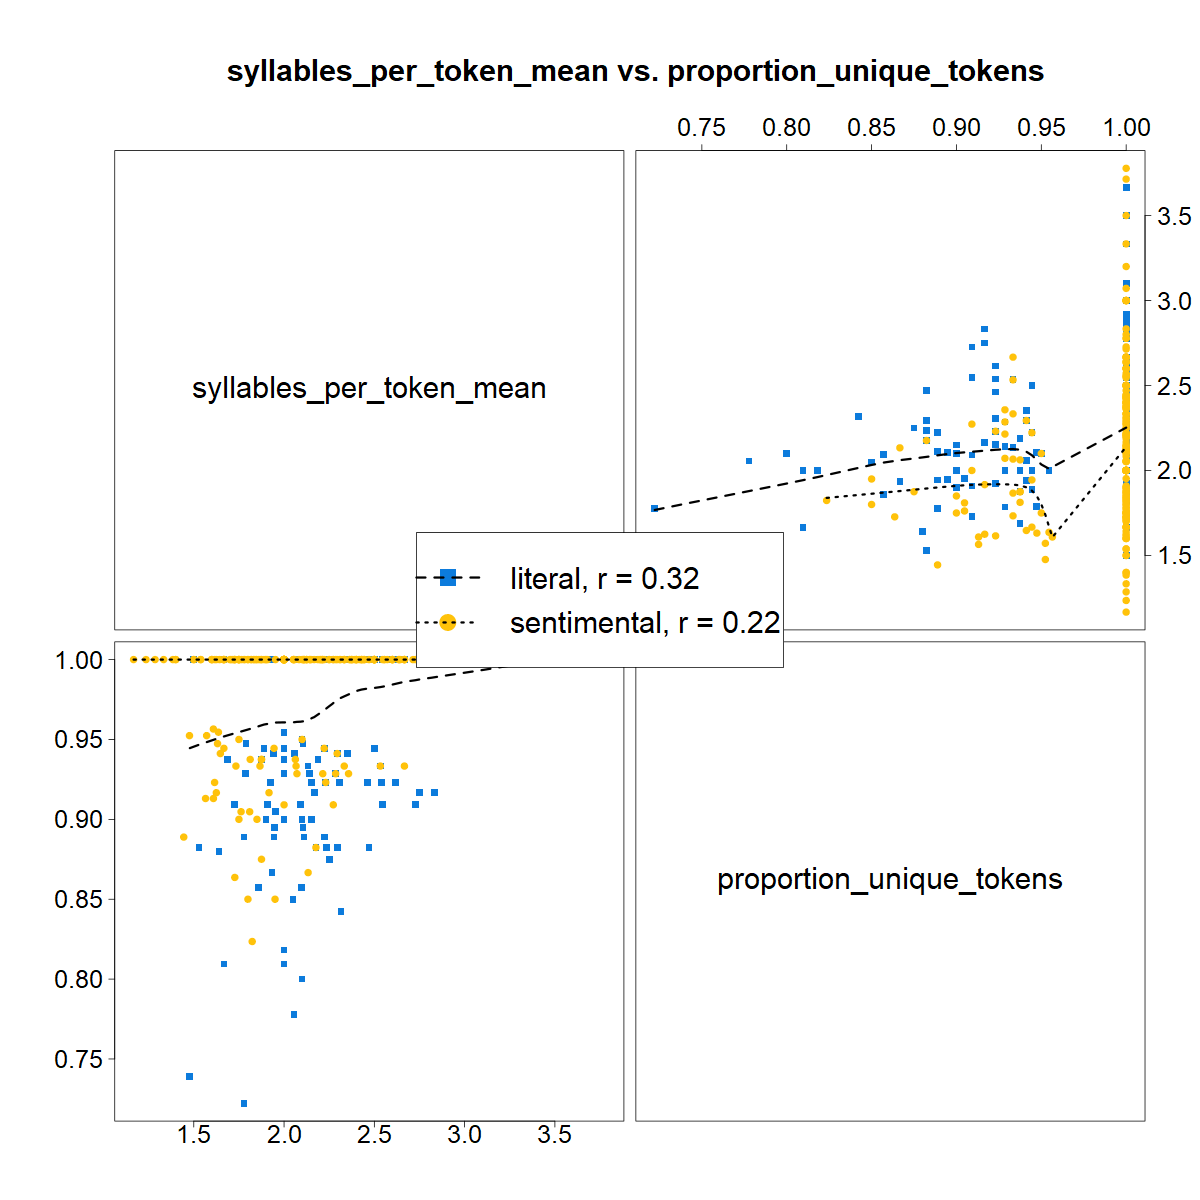 syllables_per_token_mean vs. proportion_unique_tokens
0.75 0.80 0.85 0.90 0.95 1.00
3.5
3.0
2.5
2.0
1.5
syllables_per_token_mean
literal, r = 0.32
sentimental, r = 0.22
1.00
0.95
0.90
0.85
0.80
0.75
proportion_unique_tokens
1.5 2.0 2.5 3.0 3.5